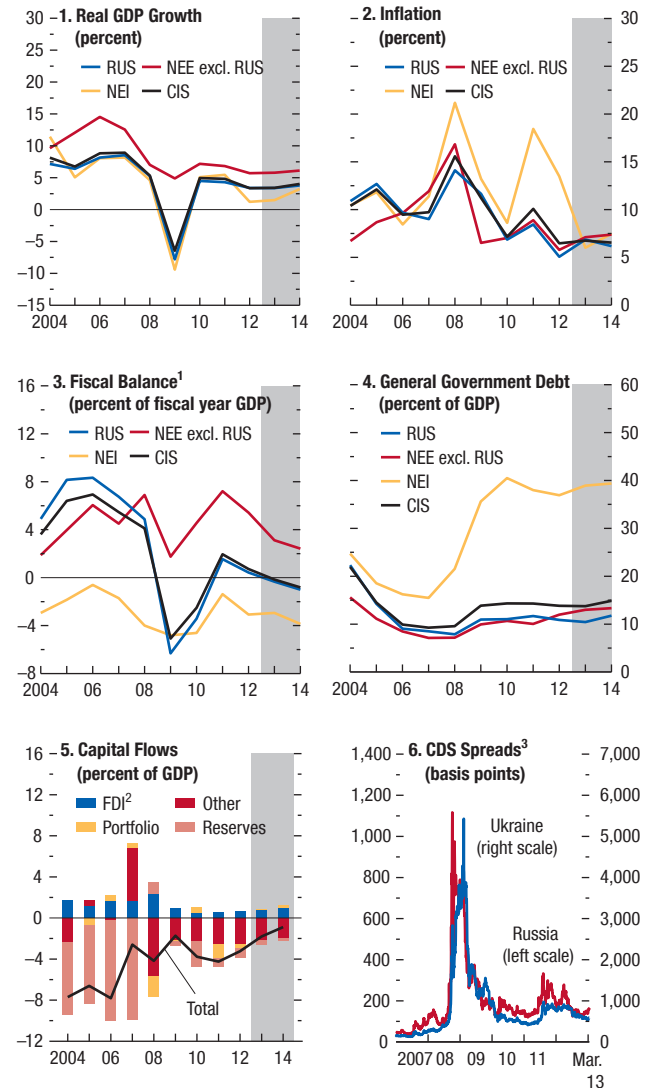 1. Real GDP Growth
(percent)
RUS
NEE excl. RUS
NEI
CIS
30
25
20
15
10
5
0
–5
–10
–15
2004 06 08 10 12 14
2. Inflation
(percent)
RUS
NEE excl. RUS
NEI
CIS
30
25
20
15
10
5
0
2004 06 08 10 12 14
3. Fiscal Balance¹
(percent of fiscal year GDP)
RUS
NEE excl. RUS
NEI
CIS
16
12
8
4
0
–4
–8
2004 06 08 10 12 14
4. General Government Debt
(percent of GDP)
RUS
NEE excl. RUS
NEI
CIS
60
50
40
30
20
10
0
2004 06 08 10 12 14
5. Capital Flows
(percent of GDP)
FDI²
Other
Portfolio
Reserves
16
12
8
4
0
–4
–8
–12
Total
2004 06 08 10 12 14
6. CDS Spreads³
(basis points)
1,400
1,200
1,000
800
600
400
200
0
7,000
6,000
5,000
4,000
3,000
2,000
1,000
0
Ukraine
(right scale)
Russia
(left scale)
2007 08 09 10 11 Mar.
13